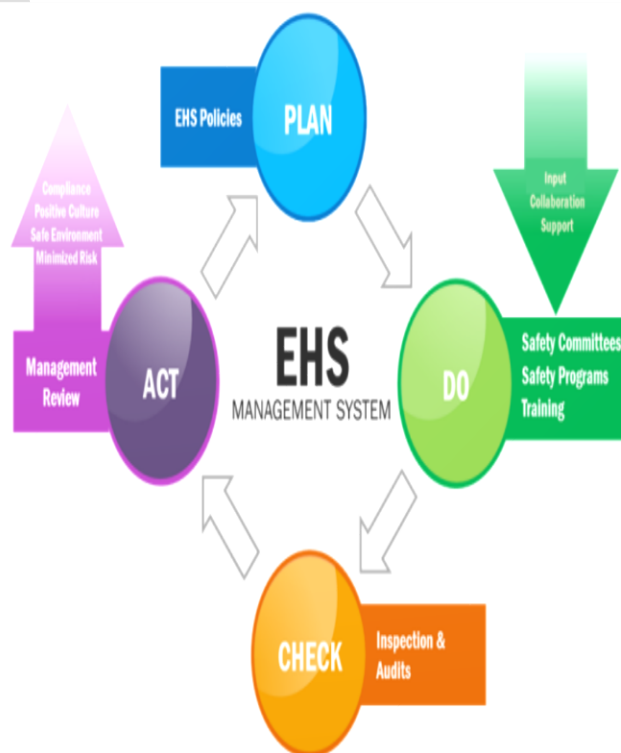 EHS Policies
PLAN
Compliance
Positive Culture
Safe Environment
Minimized Risk
Input
Collaboration
Support
Management
Review
ACT
EHS
MANAGEMENT SYSTEM
DO
Safety Committees
Safety Programs
Training
CHECK
Inspection &
Audits